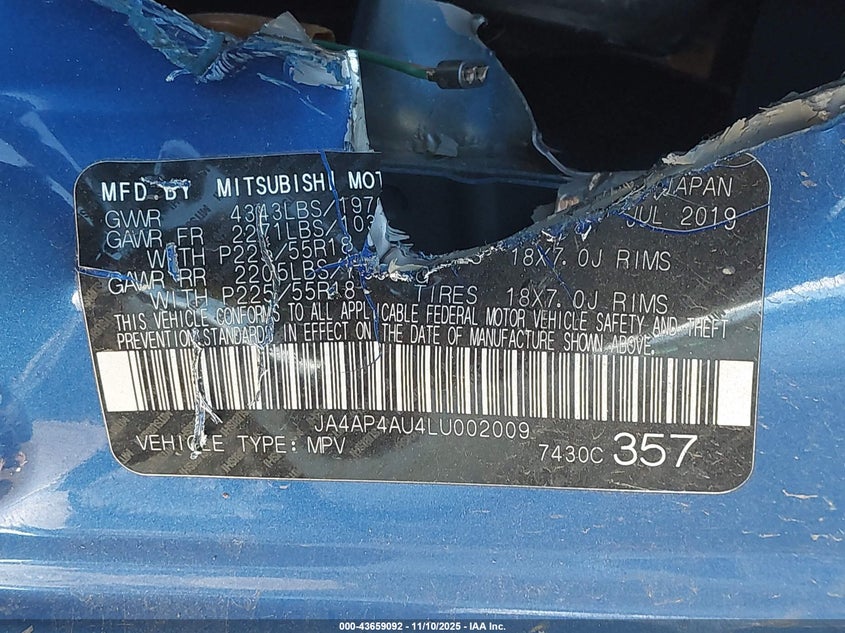 MFD.BY MITSUBISHI MOT JAPAN
GVWR 4343LBS/197 JUL 2019
GAWR FR 2271LBS/103
WITH P225/55R18 18X7.0J RIMS
GAWR RR 2205LBS/
WITH P225/55R18 TIRES 18X7.0J RIMS
THIS VEHICLE CONFORMS TO ALL APPLICABLE FEDERAL MOTOR VEHICLE SAFETY AND THEFT
PREVENTION STANDARDS IN EFFECT ON THE DATE OF MANUFACTURE SHOWN ABOVE.
JA4AP4AU4LU002009
VEHICLE TYPE: MPV 7430C 357
000-43659092 - 11/10/2025 - IAA Inc.